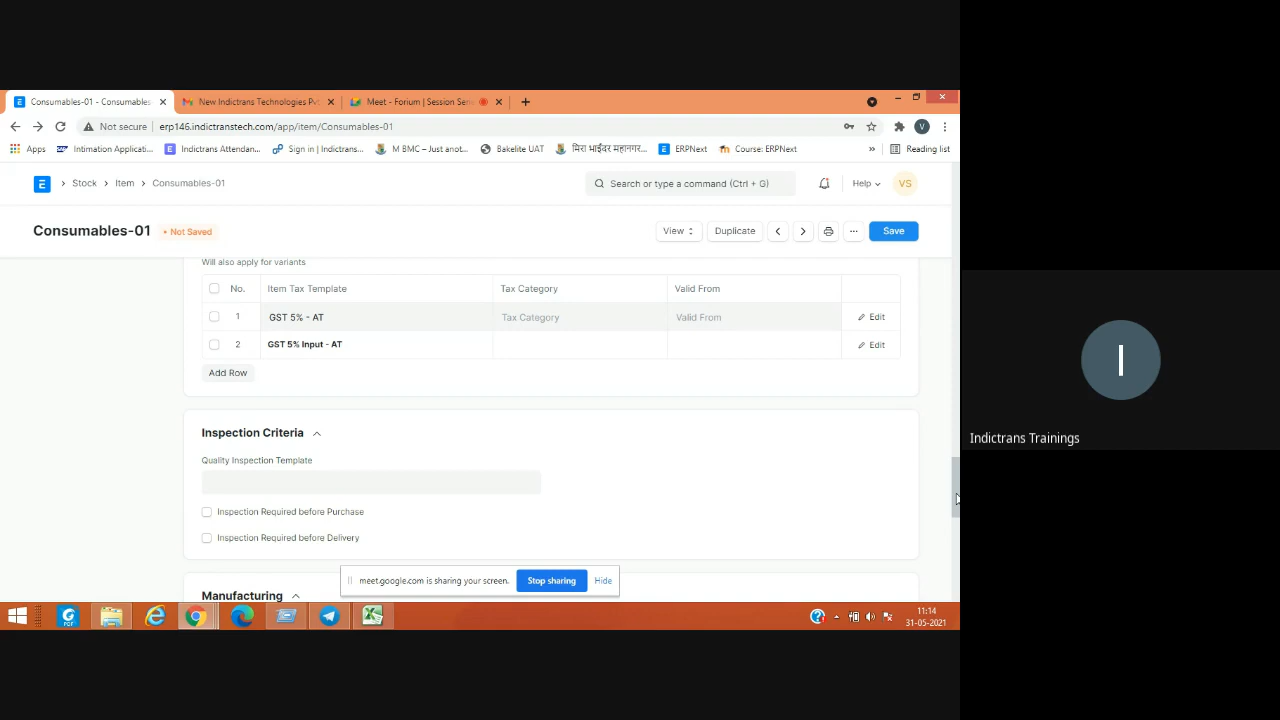 Consumables-01 - Consumables
New Indictrans Technologies Pvt
Meet - Forium | Session Seri
Not secure
erp146.indictranstech.com/app/item/Consumables-01
Apps
Intimation Applicati...
Indictrans Attendan...
Sign in | Indictrans...
M BMC – Just anot...
Bakelite UAT
मिरा भाईंदर महानगर...
ERPNext
Course: ERPNext
»
Reading list
V
E
Stock
Item
Consumables-01
Search or type a command (Ctrl + G)
Help
VS
Consumables-01
Not Saved
View
Duplicate
Save
Will also apply for variants
No.
Item Tax Template
Tax Category
Valid From
1
GST 5% - AT
Tax Category
Valid From
Edit
2
GST 5% Input - AT
Edit
Add Row
Inspection Criteria
Quality Inspection Template
Inspection Required before Purchase
Inspection Required before Delivery
Manufacturing
meet.google.com is sharing your screen.
Stop sharing
Hide
11:14
31-05-2021
I
Indictrans Trainings